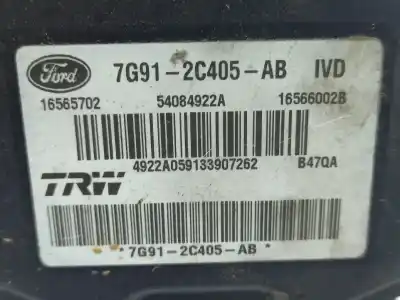 Ford 7G91-2C405-AB IVD
16565702 54084922A 16566002B
4922A059133907262 B47QA
TRW
*7G91-2C405-AB*